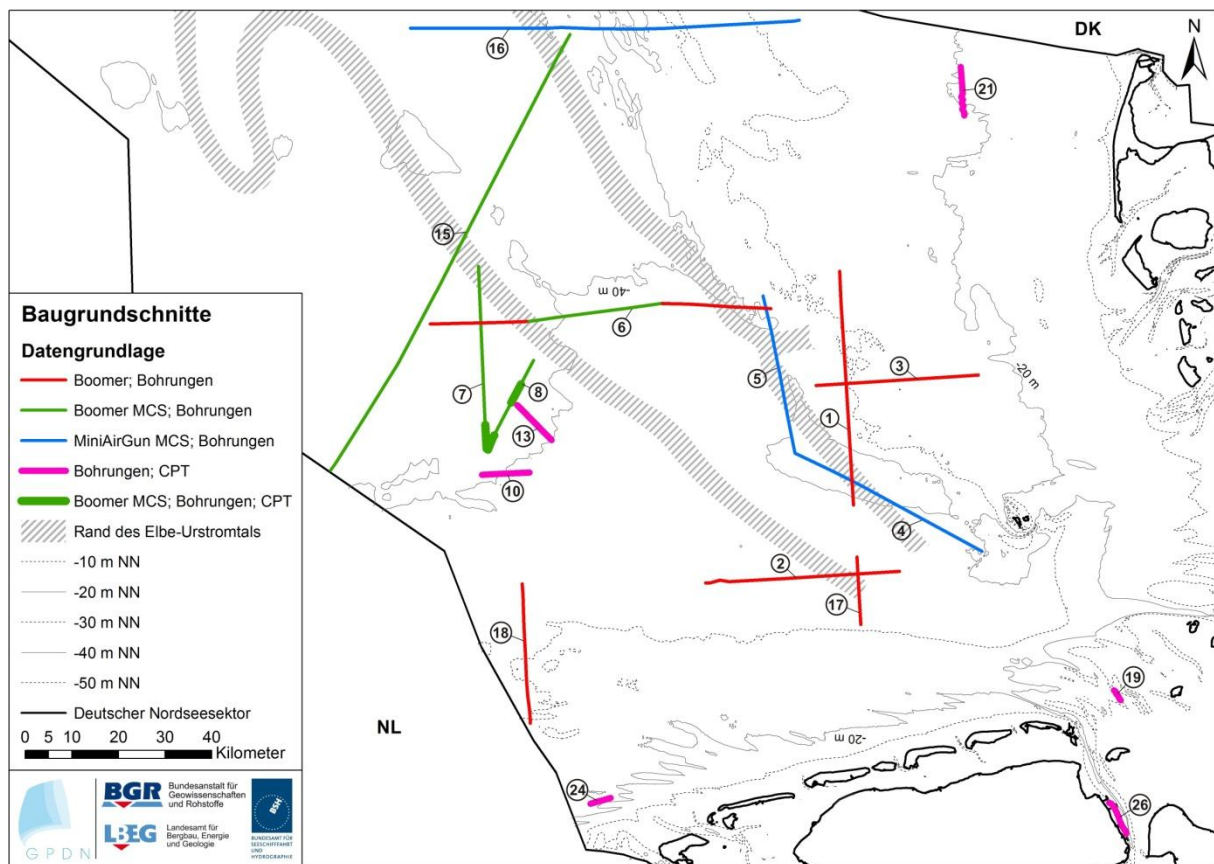 DK
N
16
21
15
-40 m
6
3
-20 m
5
7
8
1
13
10
4
2
17
18
19
NL
-20 m
24
26
Baugrundschnitte
Datengrundlage
Boomer; Bohrungen
Boomer MCS; Bohrungen
MiniAirGun MCS; Bohrungen
Bohrungen; CPT
Boomer MCS; Bohrungen; CPT
Rand des Elbe-Urstromtals
-10 m NN
-20 m NN
-30 m NN
-40 m NN
-50 m NN
Deutscher Nordseesektor
0 5 10 20 30 40
Kilometer
GPDN
BGR
Bundesanstalt für
Geowissenschaften
und Rohstoffe
LBEG
Landesamt für
Bergbau, Energie
und Geologie
BSH
BUNDESAMT FÜR
SEESCHIFFFAHRT
UND
HYDROGRAPHIE